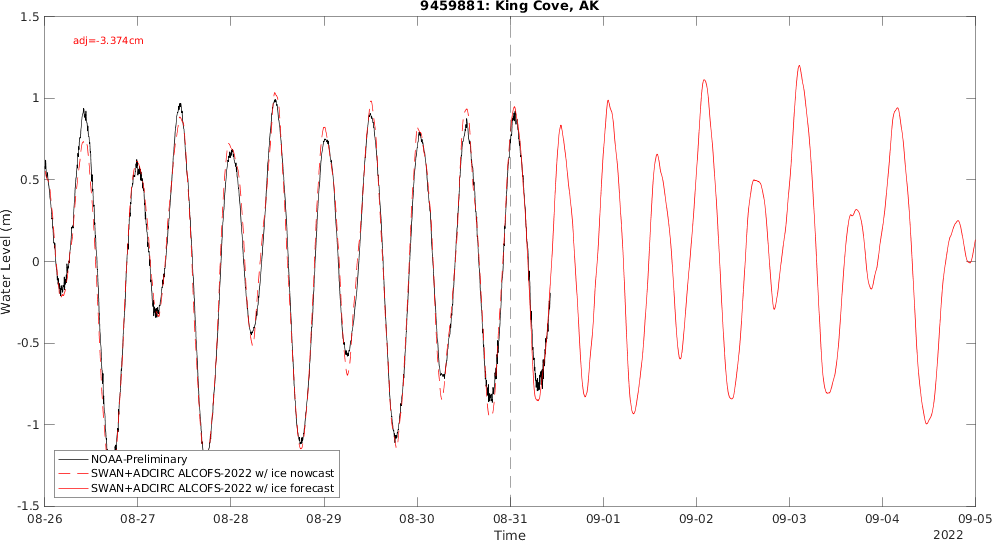 9459881: King Cove, AK
adj=-3.374cm
Water Level (m)
1.5
1
0.5
0
-0.5
-1
-1.5
NOAA-Preliminary
SWAN+ADCIRC ALCOFS-2022 w/ ice nowcast
SWAN+ADCIRC ALCOFS-2022 w/ ice forecast
08-26 08-27 08-28 08-29 08-30 08-31 09-01 09-02 09-03 09-04 09-05
Time
2022